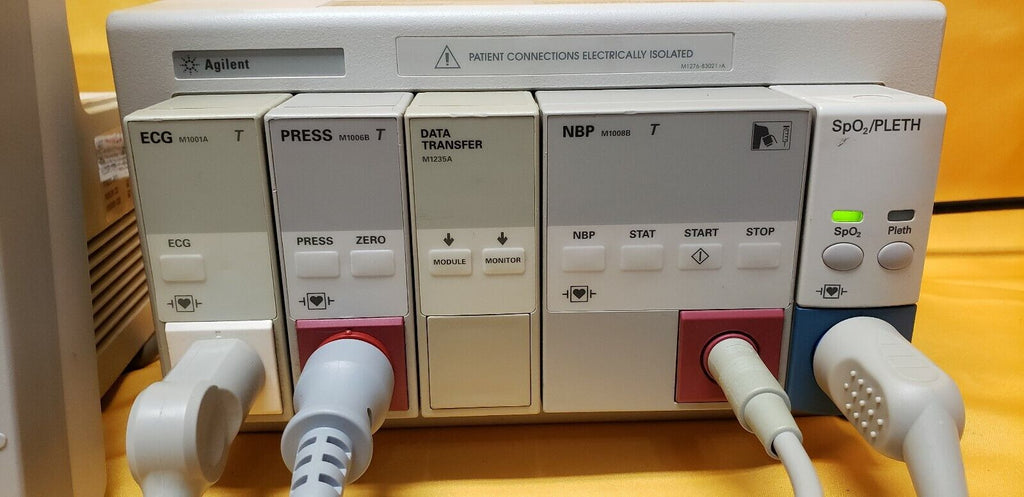 Agilent
PATIENT CONNECTIONS ELECTRICALLY ISOLATED
M1276-83021 rA
ECG M1001A T
ECG
PRESS M1006B T
PRESS ZERO
DATA
TRANSFER
M1235A
MODULE MONITOR
NBP M1008B T
NBP STAT START STOP
SpO₂/PLETH
SpO₂ Pleth